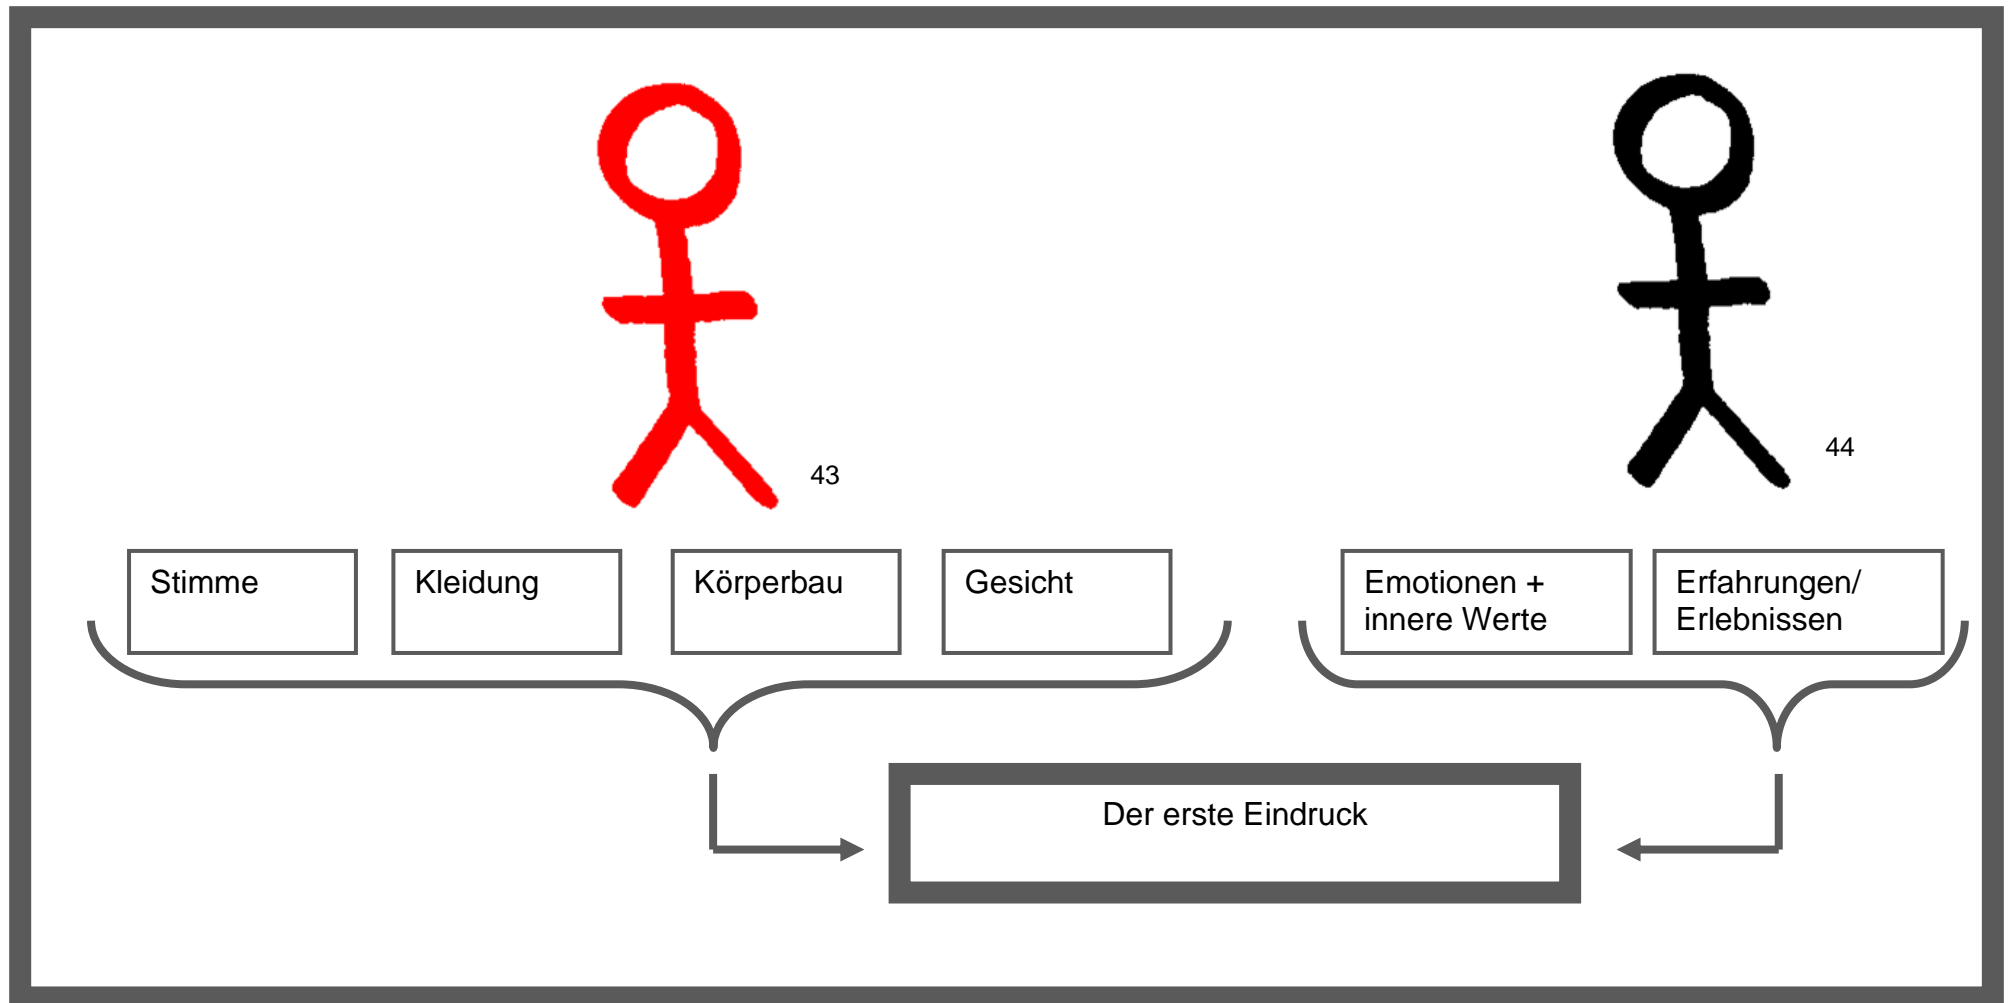 43
44
Stimme
Kleidung
Körperbau
Gesicht
Emotionen +
innere Werte
Erfahrungen/
Erlebnissen
Der erste Eindruck